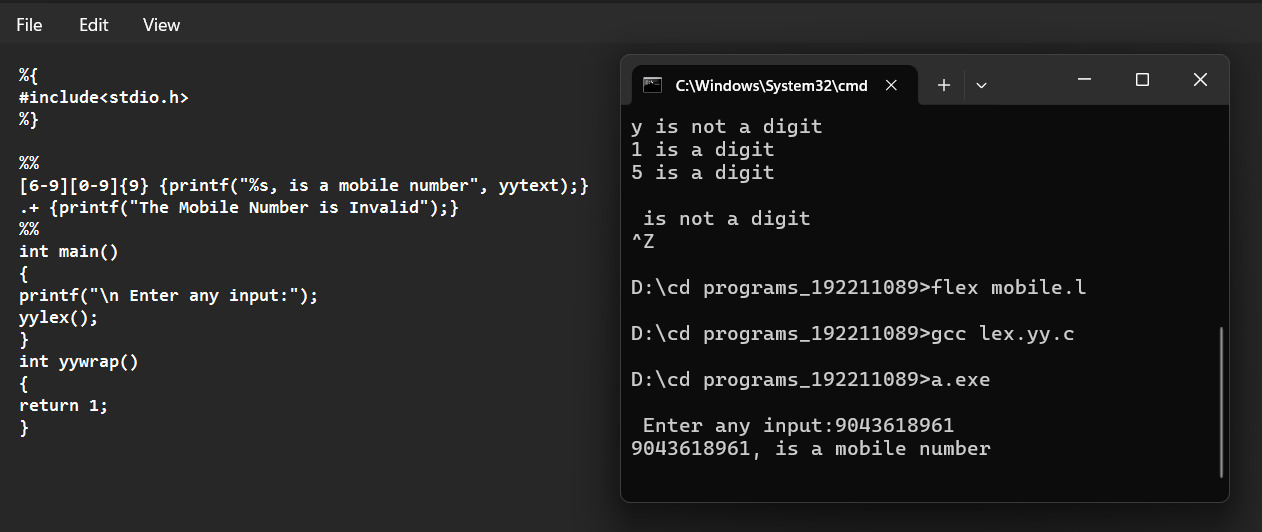 File Edit View
%{
#include<stdio.h>
%}
%%
[6-9][0-9]{9} {printf("%s, is a mobile number", yytext);}
.+ {printf("The Mobile Number is Invalid");}
%%
int main()
{
printf("\n Enter any input:");
yylex();
}
int yywrap()
{
return 1;
}
C:\Windows\System32\cmd
y is not a digit
1 is a digit
5 is a digit
is not a digit
^Z
D:\cd programs_192211089>flex mobile.l
D:\cd programs_192211089>gcc lex.yy.c
D:\cd programs_192211089>a.exe
Enter any input:9043618961
9043618961, is a mobile number